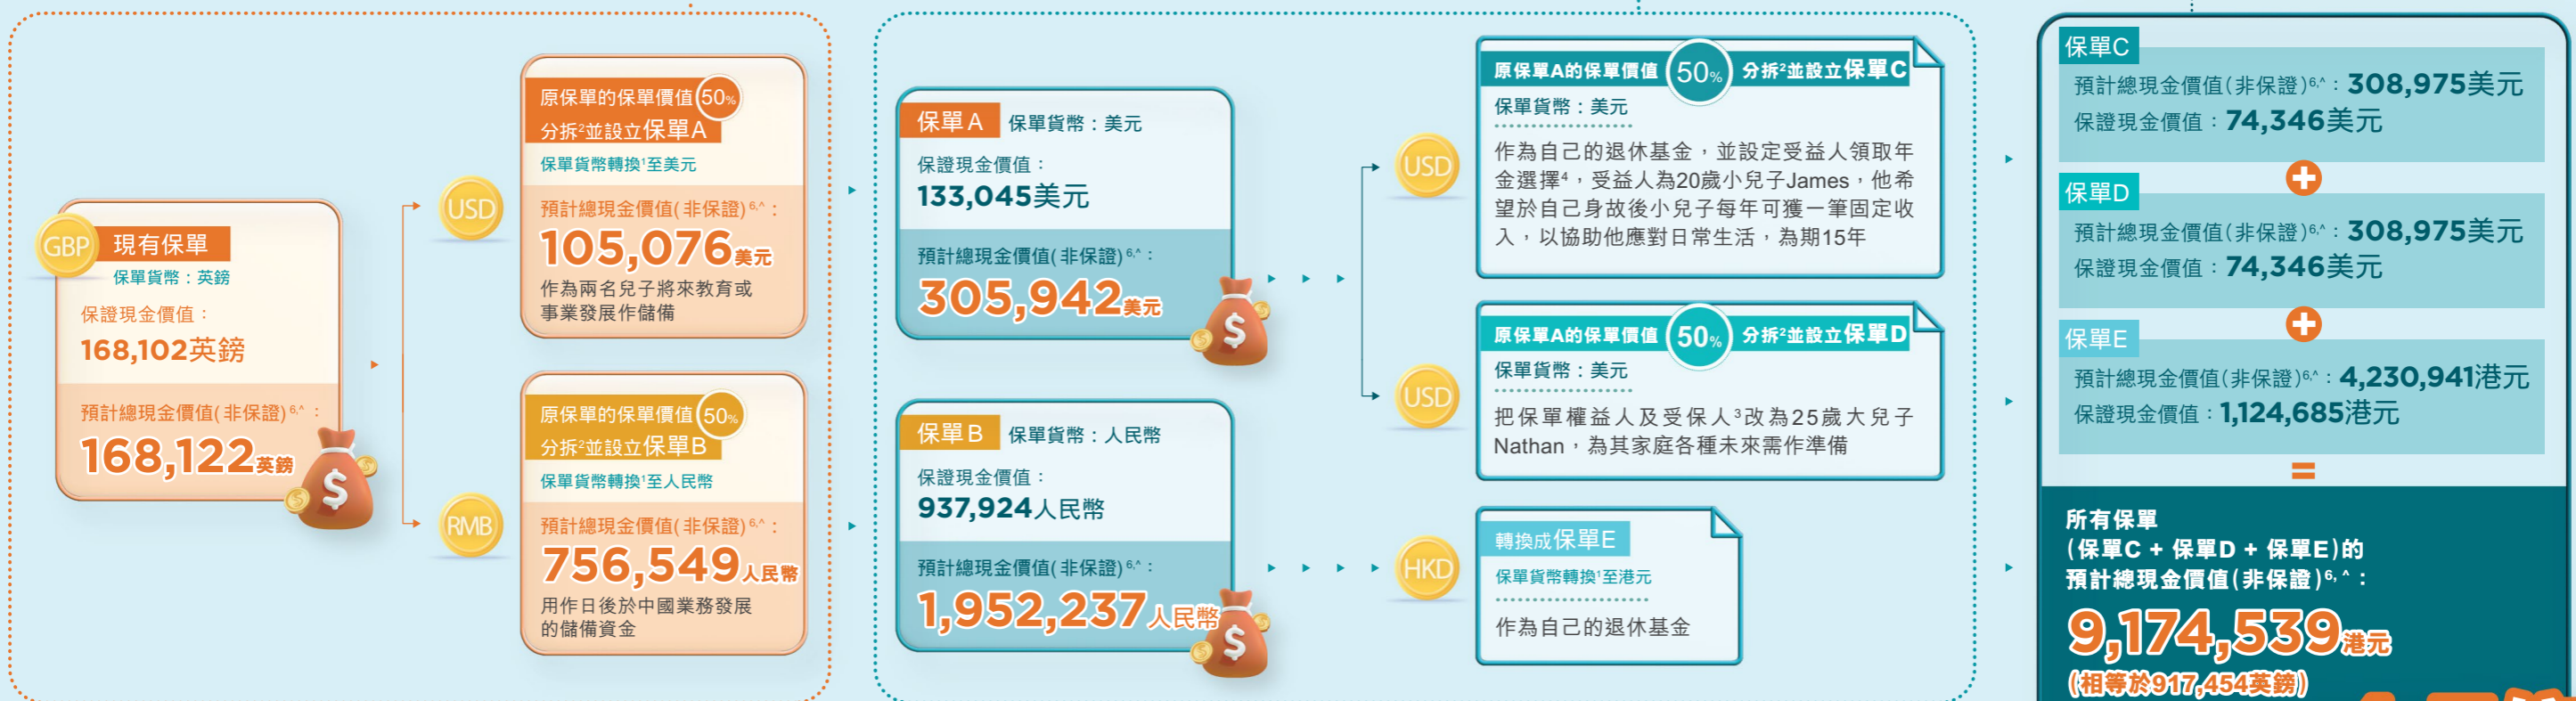 GBP
現有保單
保單貨幣：英鎊
保證現金價值：
168,102英鎊
預計總現金價值(非保證)⁶,^：
168,122英鎊
$
USD
原保單的保單價值50%
分拆²並設立保單A
保單貨幣轉換¹至美元
預計總現金價值(非保證)⁶,^：
105,076美元
作為兩名兒子將來教育或
事業發展作儲備
RMB
原保單的保單價值50%
分拆²並設立保單B
保單貨幣轉換¹至人民幣
預計總現金價值(非保證)⁶,^：
756,549人民幣
用作日後於中國業務發展
的儲備資金
保單A 保單貨幣：美元
保證現金價值：
133,045美元
預計總現金價值(非保證)⁶,^：
305,942美元
$
保單B 保單貨幣：人民幣
保證現金價值：
937,924人民幣
預計總現金價值(非保證)⁶,^：
1,952,237人民幣
$
USD
原保單A的保單價值 50% 分拆²並設立保單C
保單貨幣：美元
作為自己的退休基金，並設定受益人領取年
金選擇⁴，受益人為20歲小兒子James，他希
望於自己身故後小兒子每年可獲一筆固定收
入，以協助他應對日常生活，為期15年
USD
原保單A的保單價值 50% 分拆²並設立保單D
保單貨幣：美元
把保單權益人及受保人³改為25歲大兒子
Nathan，為其家庭各種未來需作準備
HKD
轉換成保單E
保單貨幣轉換¹至港元
作為自己的退休基金
保單C
預計總現金價值(非保證)⁶,^：308,975美元
保證現金價值：74,346美元
+
保單D
預計總現金價值(非保證)⁶,^：308,975美元
保證現金價值：74,346美元
+
保單E
預計總現金價值(非保證)⁶,^：4,230,941港元
保證現金價值：1,124,685港元
=
所有保單
(保單C + 保單D + 保單E)的
預計總現金價值(非保證)⁶,^：
9,174,539港元
(相等於917,454英鎊)